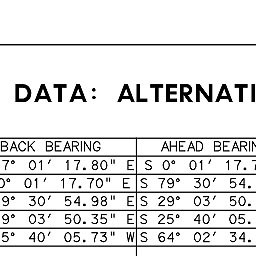 DATA: ALTERNATI
BACK BEARING AHEAD BEARIN
7° 01' 17.80" E S 0° 01' 17.7
0° 01' 17.70" E S 79° 30' 54.
9° 30' 54.98" E S 29° 03' 50.
9° 03' 50.35" E S 25° 40' 05.
5° 40' 05.73" W S 64° 02' 34.